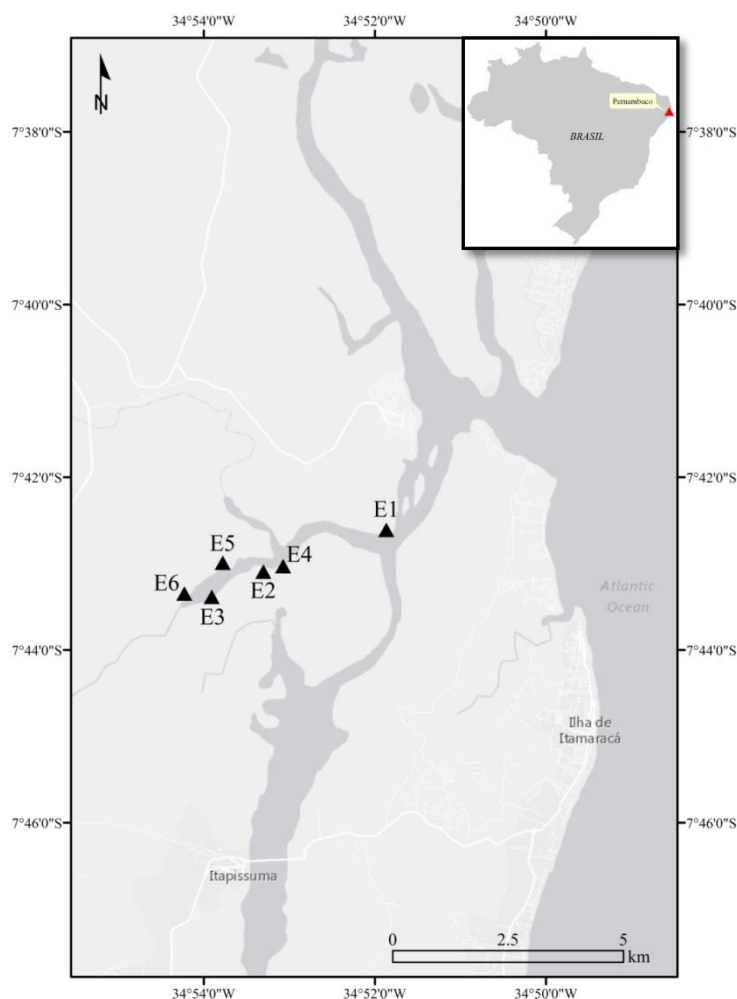 34°54'0"W
34°52'0"W
34°50'0"W
N
Pernambuco
BRASIL
7°38'0"S
7°38'0"S
7°40'0"S
7°40'0"S
7°42'0"S
7°42'0"S
E1
E5
E4
E6
E2
E3
Atlantic
Ocean
7°44'0"S
7°44'0"S
Ilha de
Itamaracá
7°46'0"S
7°46'0"S
Itapissuma
0
2.5
5
km
34°54'0"W
34°52'0"W
34°50'0"W